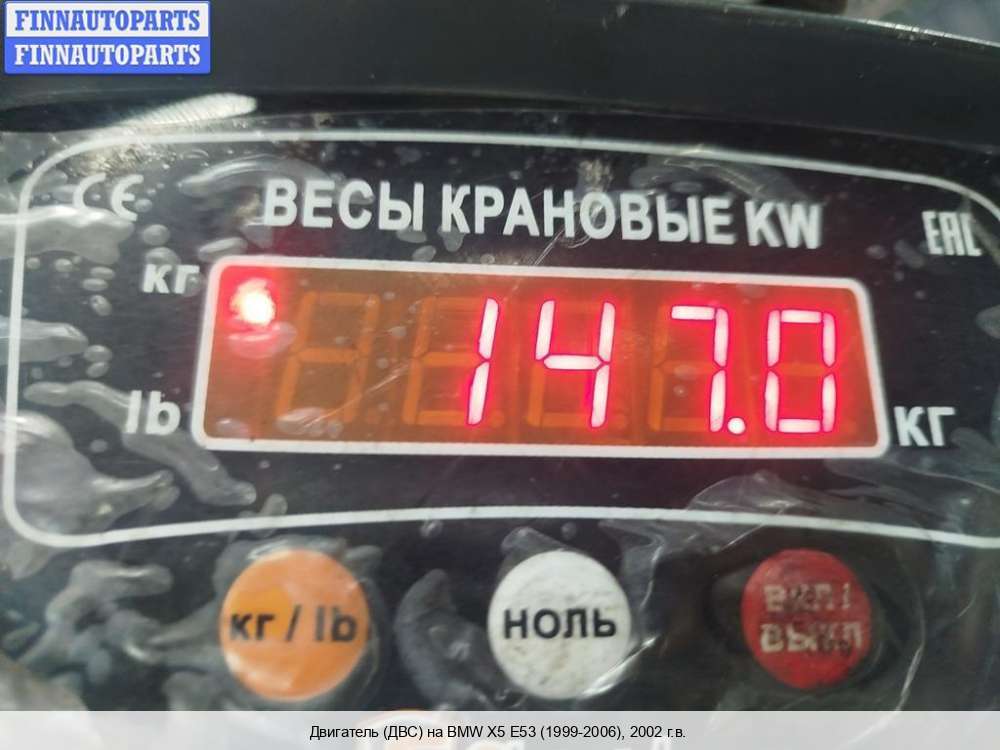 FINNAUTOPARTS
FINNAUTOPARTS
CE
ВЕСЫ КРАНОВЫЕ KW
EAC
кг
147.0
lb
кг
кг / lb
НОЛЬ
ВКЛ/
ВЫКЛ
Двигатель (ДВС) на BMW X5 E53 (1999-2006), 2002 г.в.